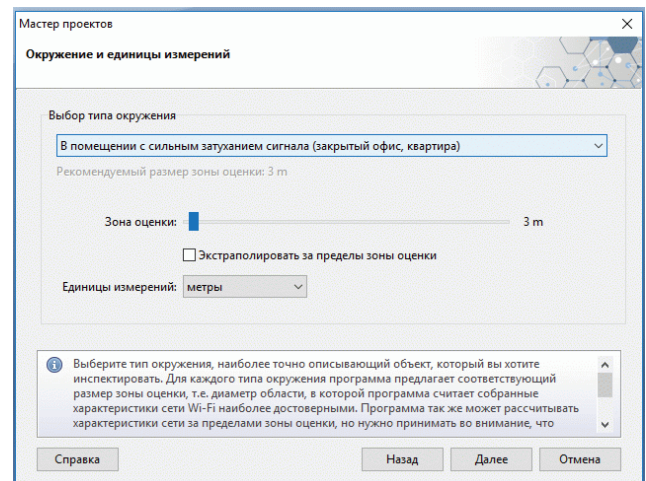 Мастер проектов
Окружение и единицы измерений
Выбор типа окружения
В помещении с сильным затуханием сигнала (закрытый офис, квартира)
Рекомендуемый размер зоны оценки: 3 m
Зона оценки: 3 m
Экстраполировать за пределы зоны оценки
Единицы измерений: метры
Выберите тип окружения, наиболее точно описывающий объект, который вы хотите
инспектировать. Для каждого типа окружения программа предлагает соответствующий
размер зоны оценки, т.е. диаметр области, в которой программа считает собранные
характеристики сети Wi-Fi наиболее достоверными. Программа так же может рассчитывать
характеристики сети за пределами зоны оценки, но нужно принимать во внимание, что
Справка Назад Далее Отмена